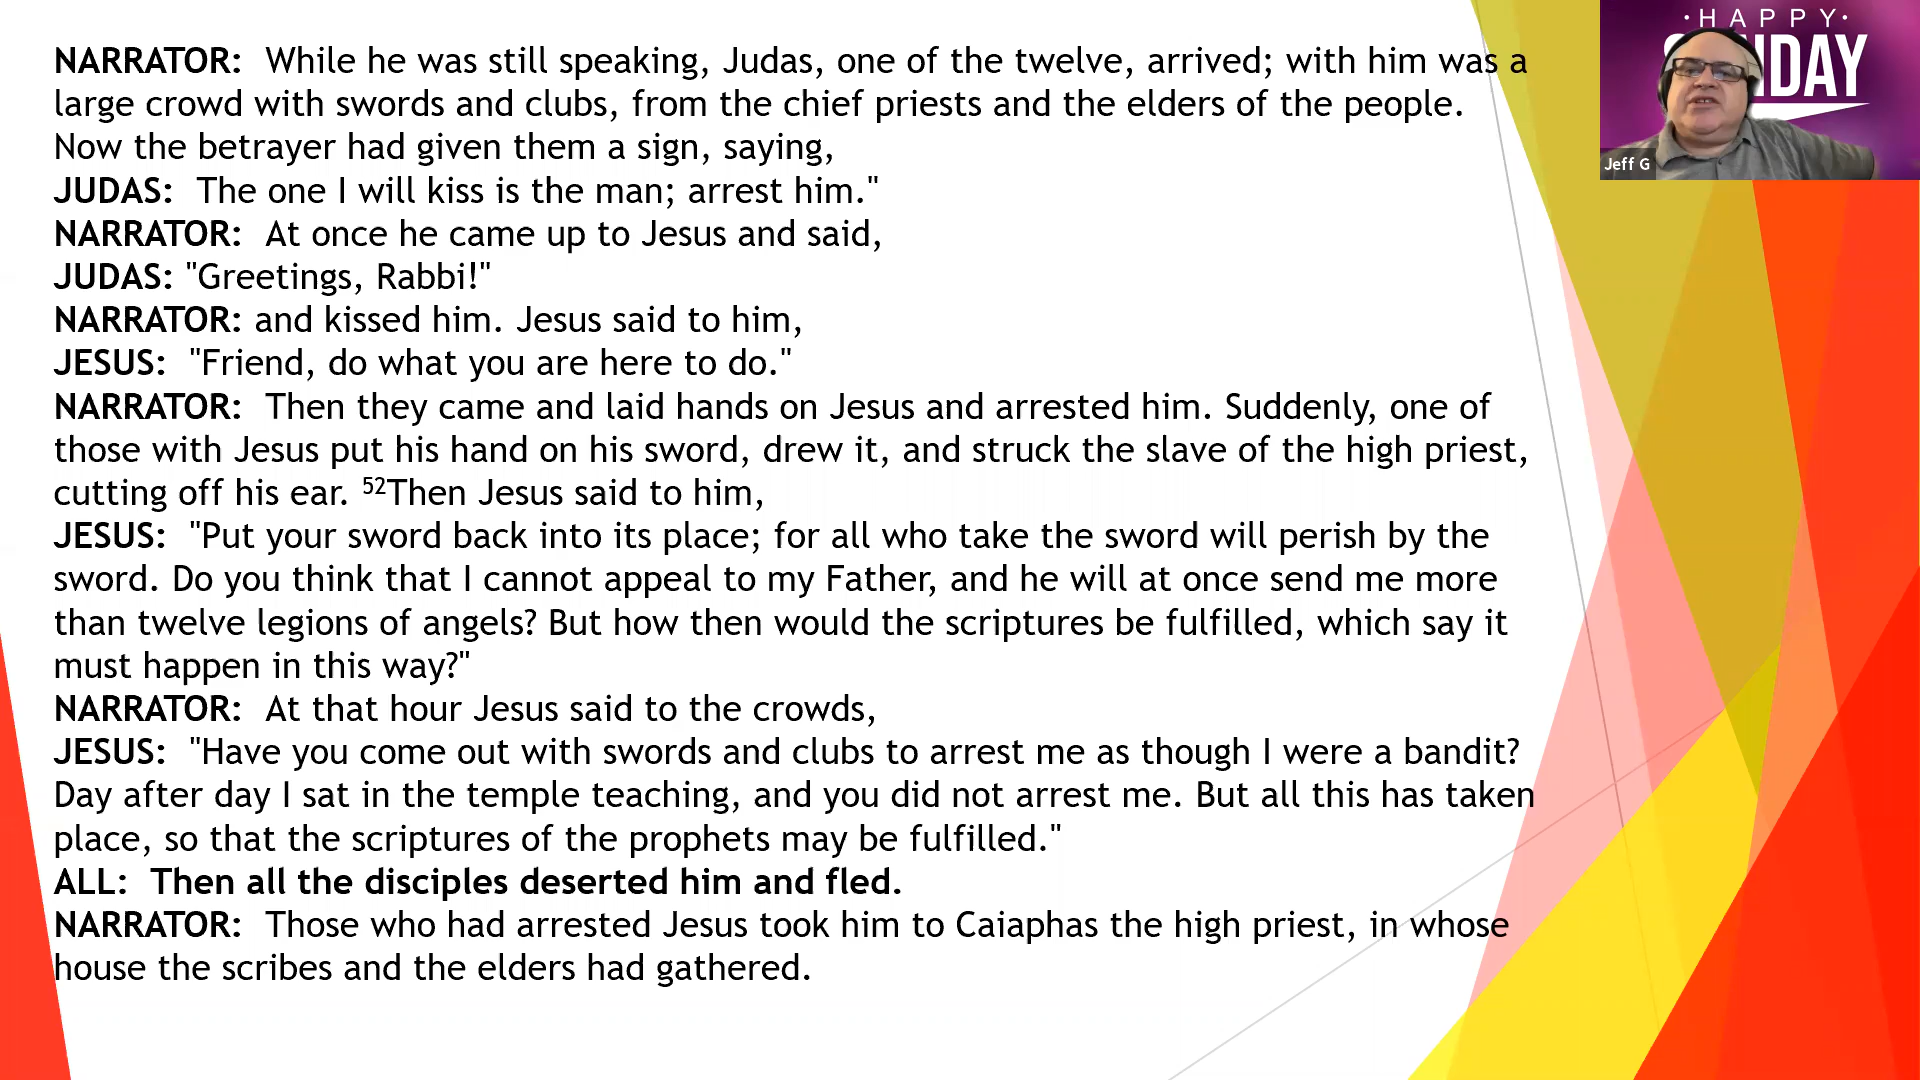 NARRATOR:  While he was still speaking, Judas, one of the twelve, arrived; with him was a
large crowd with swords and clubs, from the chief priests and the elders of the people.
Now the betrayer had given them a sign, saying,
JUDAS:  The one I will kiss is the man; arrest him."
NARRATOR:  At once he came up to Jesus and said,
JUDAS: "Greetings, Rabbi!"
NARRATOR: and kissed him. Jesus said to him,
JESUS:  "Friend, do what you are here to do."
NARRATOR:  Then they came and laid hands on Jesus and arrested him. Suddenly, one of
those with Jesus put his hand on his sword, drew it, and struck the slave of the high priest,
cutting off his ear. 52Then Jesus said to him,
JESUS:  "Put your sword back into its place; for all who take the sword will perish by the
sword. Do you think that I cannot appeal to my Father, and he will at once send me more
than twelve legions of angels? But how then would the scriptures be fulfilled, which say it
must happen in this way?"
NARRATOR:  At that hour Jesus said to the crowds,
JESUS:  "Have you come out with swords and clubs to arrest me as though I were a bandit?
Day after day I sat in the temple teaching, and you did not arrest me. But all this has taken
place, so that the scriptures of the prophets may be fulfilled."
ALL:  Then all the disciples deserted him and fled.
NARRATOR:  Those who had arrested Jesus took him to Caiaphas the high priest, in whose
house the scribes and the elders had gathered.
·HAPPY·
Jeff G